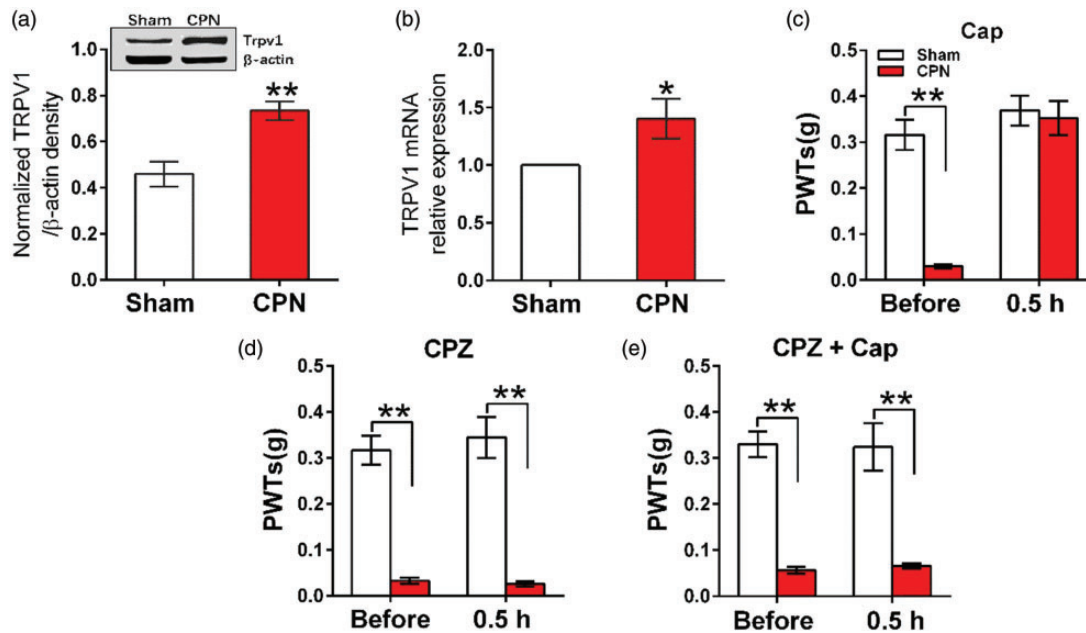 (a)
Sham CPN
Trpv1
β-actin
Normalized TRPV1
/β-actin density
1.0
0.8
0.6
0.4
0.2
0.0
**
Sham CPN
(b)
TRPV1 mRNA
relative expression
2.0
1.5
1.0
0.5
0.0
*
Sham CPN
(c)
Cap
Sham
CPN
PWTs(g)
0.5
0.4
0.3
0.2
0.1
0.0
**
Before 0.5 h
(d)
CPZ
PWTs(g)
0.5
0.4
0.3
0.2
0.1
0.0
**
**
Before 0.5 h
(e)
CPZ + Cap
PWTs(g)
0.5
0.4
0.3
0.2
0.1
0.0
**
**
Before 0.5 h